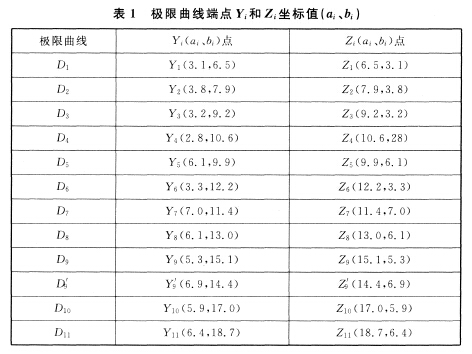 表 1 极限曲线端点 Yᵢ和 Zᵢ坐标值(aᵢ、bᵢ)
极限曲线 Yᵢ(aᵢ、bᵢ)点 Zᵢ(aᵢ、bᵢ)点
D₁ Y₁(3.1,6.5) Z₁(6.5,3.1)
D₂ Y₂(3.8,7.9) Z₂(7.9,3.8)
D₃ Y₃(3.2,9.2) Z₃(9.2,3.2)
D₄ Y₄(2.8,10.6) Z₄(10.6,28)
D₅ Y₅(6.1,9.9) Z₅(9.9,6.1)
D₆ Y₆(3.3,12.2) Z₆(12.2,3.3)
D₇ Y₇(7.0,11.4) Z₇(11.4,7.0)
D₈ Y₈(6.1,13.0) Z₈(13.0,6.1)
D₉ Y₉(5.3,15.1) Z₉(15.1,5.3)
D₉′ Y₉′(6.9,14.4) Z₉′(14.4,6.9)
D₁₀ Y₁₀(5.9,17.0) Z₁₀(17.0,5.9)
D₁₁ Y₁₁(6.4,18.7) Z₁₁(18.7,6.4)